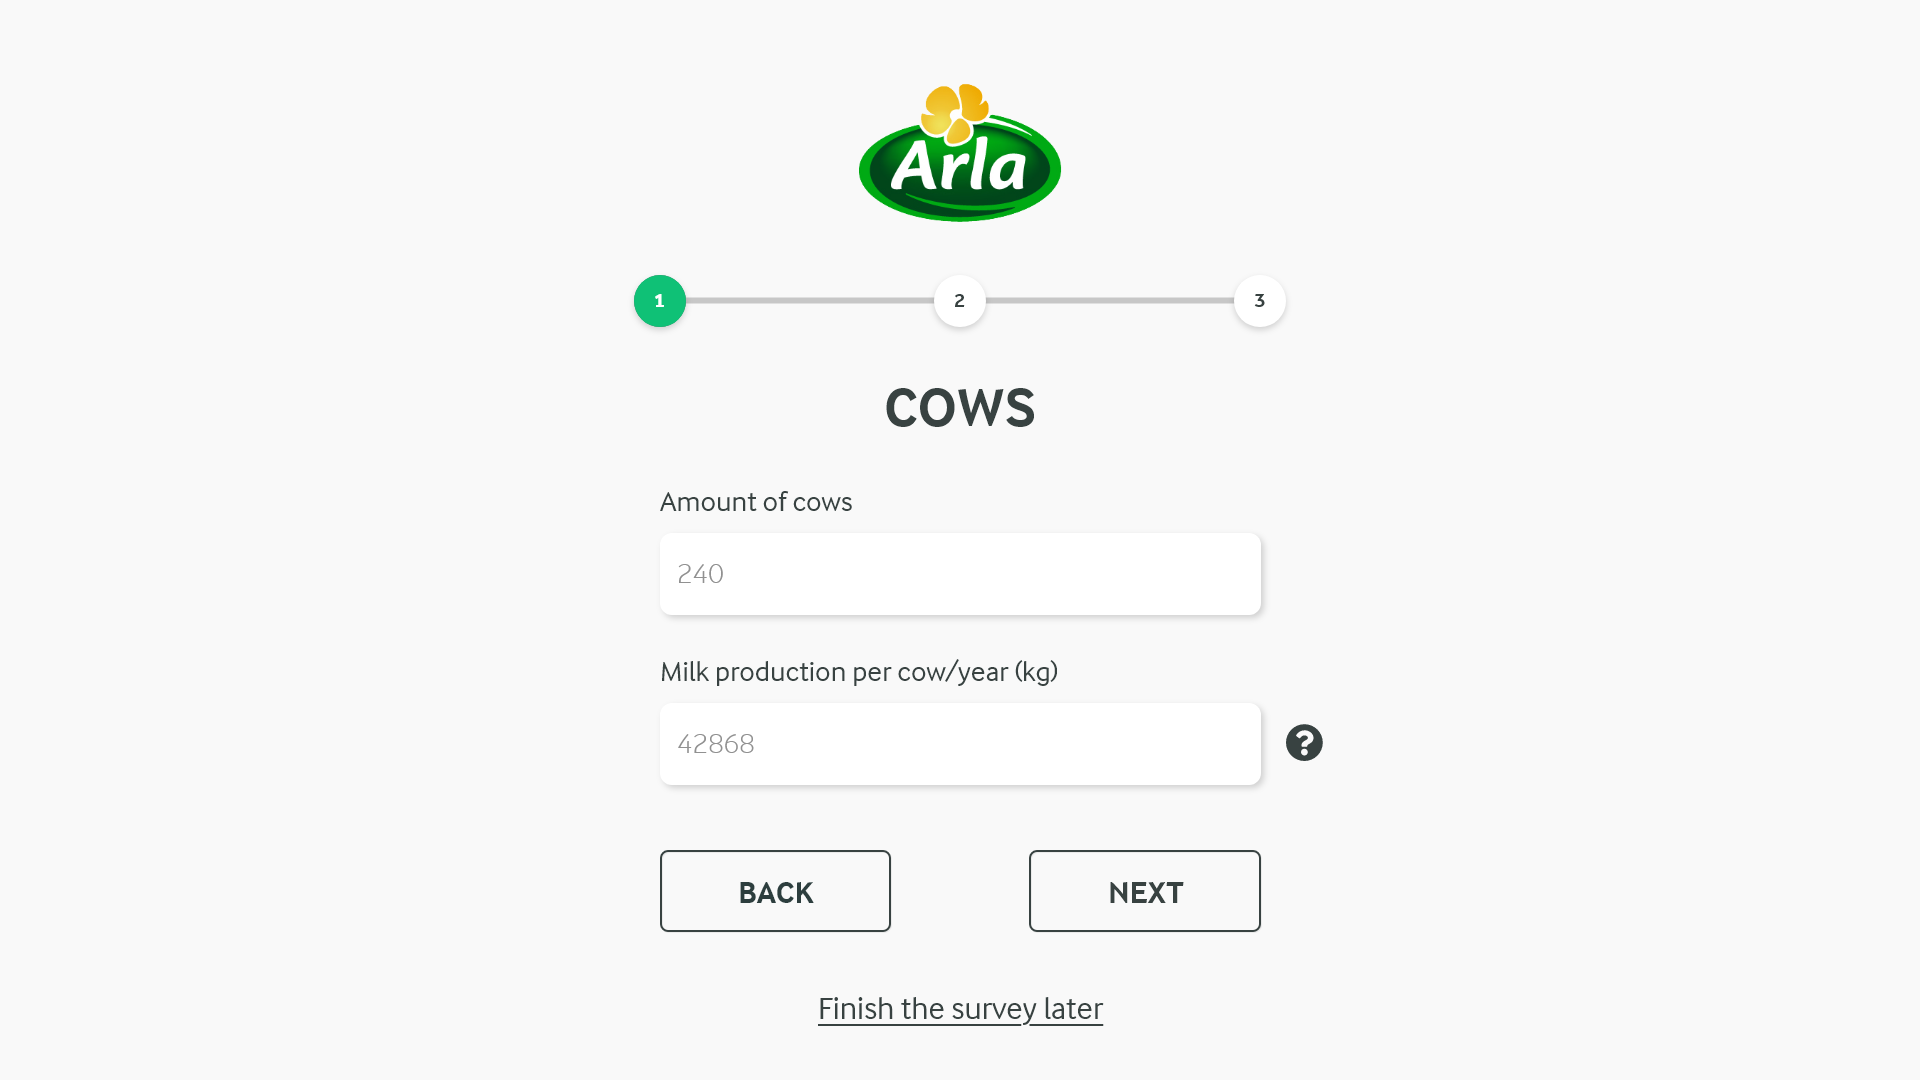 Arla
1
2
3
COWS
Amount of cows
240
Milk production per cow/year (kg)
42868
?
BACK
NEXT
Finish the survey later